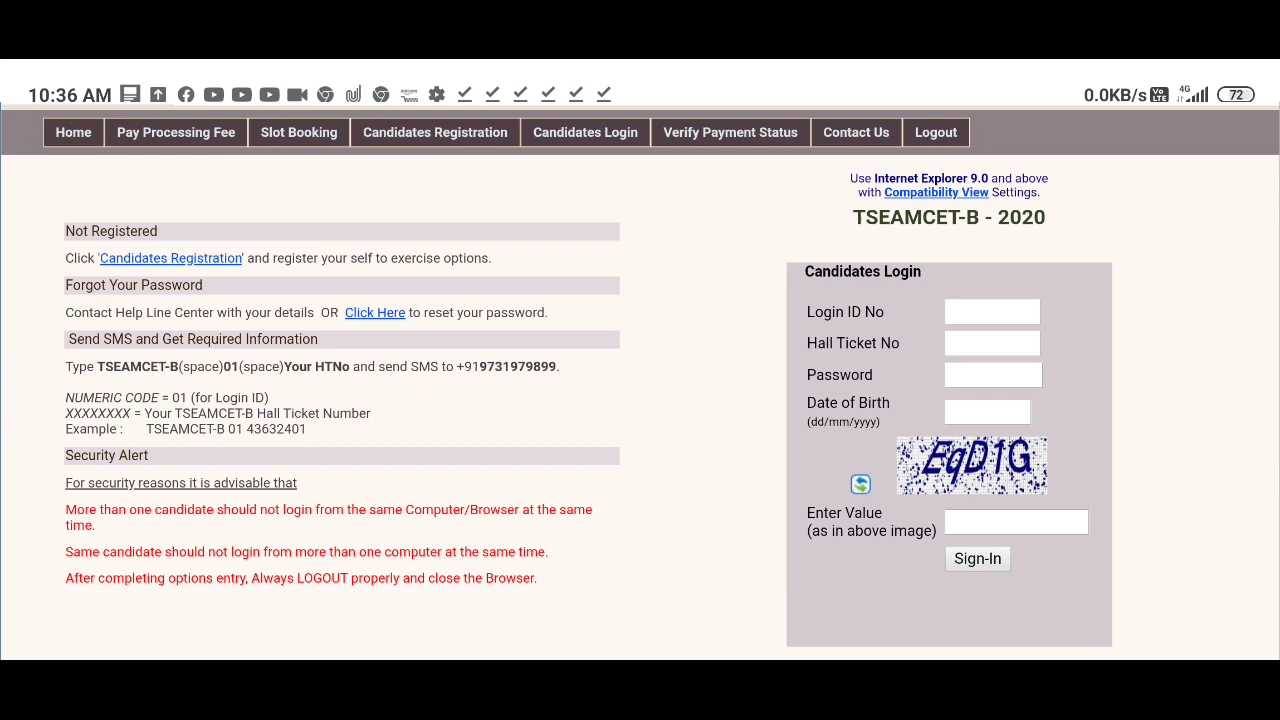 10:36 AM
0.0KB/s Vo LTE 4G 72
Home Pay Processing Fee Slot Booking Candidates Registration Candidates Login Verify Payment Status Contact Us Logout
Use Internet Explorer 9.0 and above
with Compatibility View Settings.
TSEAMCET-B - 2020
Not Registered
Click 'Candidates Registration' and register your self to exercise options.
Forgot Your Password
Contact Help Line Center with your details OR Click Here to reset your password.
Send SMS and Get Required Information
Type TSEAMCET-B(space)01(space)Your HTNo and send SMS to +919731979899.
NUMERIC CODE = 01 (for Login ID)
XXXXXXXX = Your TSEAMCET-B Hall Ticket Number
Example : TSEAMCET-B 01 43632401
Security Alert
For security reasons it is advisable that
More than one candidate should not login from the same Computer/Browser at the same
time.
Same candidate should not login from more than one computer at the same time.
After completing options entry, Always LOGOUT properly and close the Browser.
Candidates Login
Login ID No
Hall Ticket No
Password
Date of Birth
(dd/mm/yyyy)
EqD1G
Enter Value
(as in above image)
Sign-In